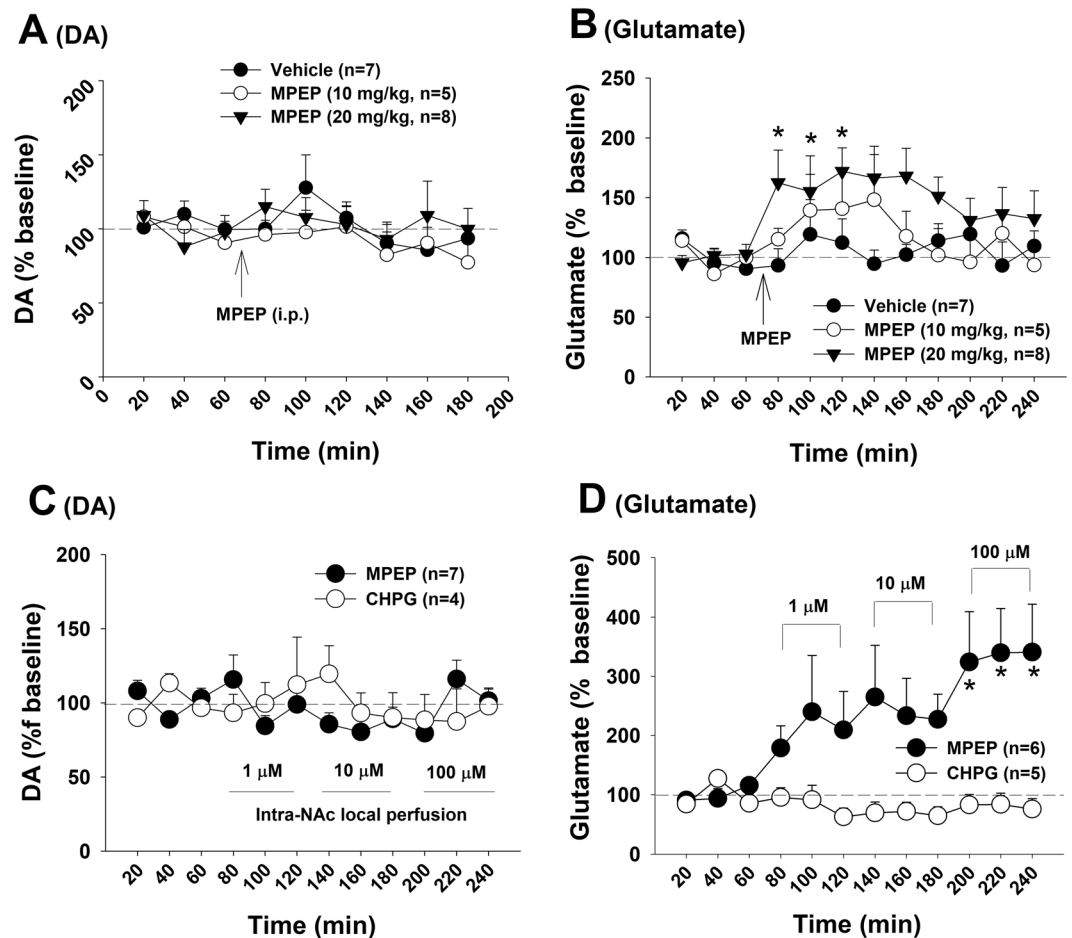 A (DA)
Vehicle (n=7)
MPEP (10 mg/kg, n=5)
MPEP (20 mg/kg, n=8)
DA (% baseline)
200
150
100
50
0
MPEP (i.p.)
0 20 40 60 80 100 120 140 160 180 200
Time (min)
B (Glutamate)
Glutamate (% baseline)
250
200
150
100
50
0
* * *
MPEP
Vehicle (n=7)
MPEP (10 mg/kg, n=5)
MPEP (20 mg/kg, n=8)
20 40 60 80 100 120 140 160 180 200 220 240
Time (min)
C (DA)
MPEP (n=7)
CHPG (n=4)
DA (%f baseline)
200
150
100
50
0
1 µM 10 µM 100 µM
Intra-NAc local perfusion
20 40 60 80 100 120 140 160 180 200 220 240
Time (min)
D (Glutamate)
Glutamate (% baseline)
500
400
300
200
100
0
1 µM
10 µM
100 µM
* * *
MPEP (n=6)
CHPG (n=5)
20 40 60 80 100 120 140 160 180 200 220 240
Time (min)